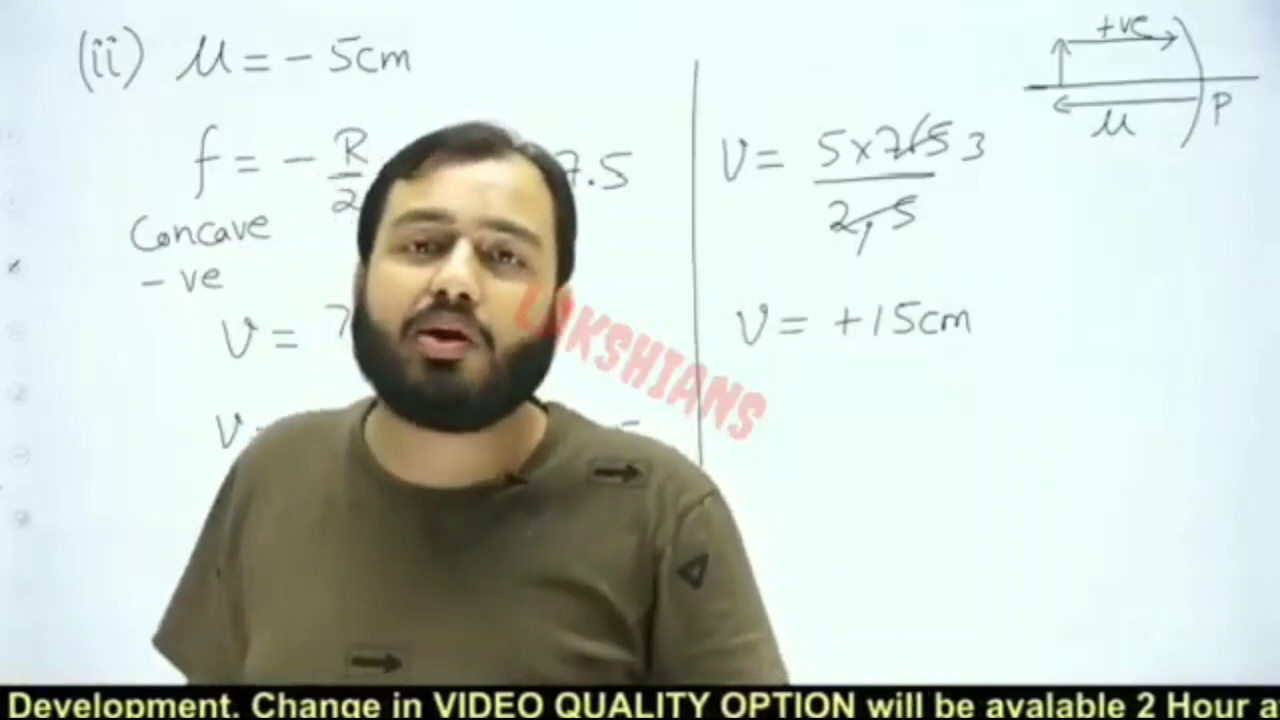 (ii) u = - 5cm
f = - R/2 7.5
Concave
- ve
V = ?
V =
V = 5×7.5 3
2.5
V = +15cm
+ve
u P
LAKSHIANS
Development. Change in VIDEO QUALITY OPTION will be avalable 2 Hour a